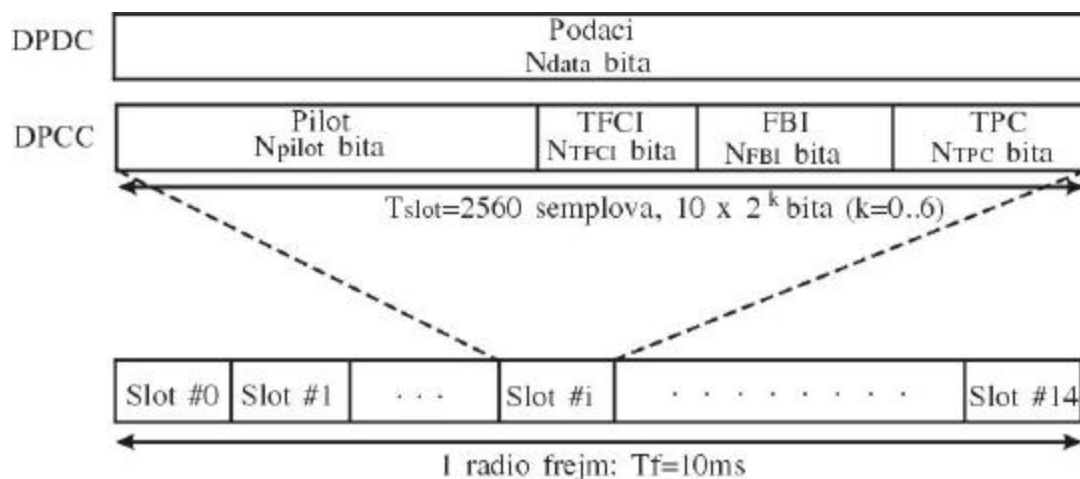 DPDC
Podaci
Ndata bita
DPCC
Pilot
Npilot bita
TFCI
NTFCI bita
FBI
NFBI bita
TPC
NTPC bita
Tslot=2560 semplova, 10 x 2^k bita (k=0..6)
Slot #0
Slot #1
. . .
Slot #i
. . . . . . . .
Slot #14
1 radio frejm: Tf=10ms